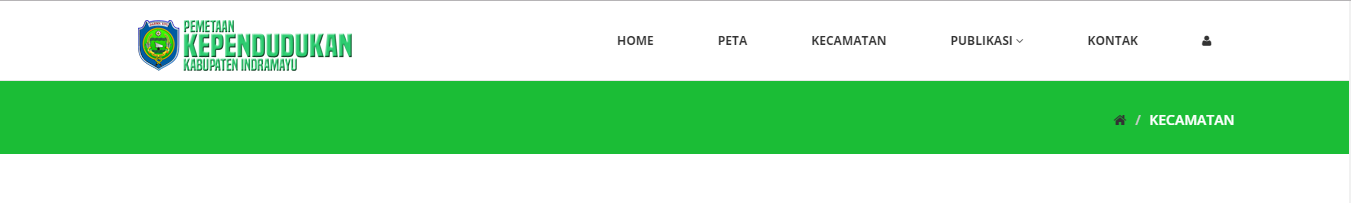 PEMETAAN
KEPENDUDUKAN
KABUPATEN INDRAMAYU
HOME PETA KECAMATAN PUBLIKASI KONTAK
/ KECAMATAN